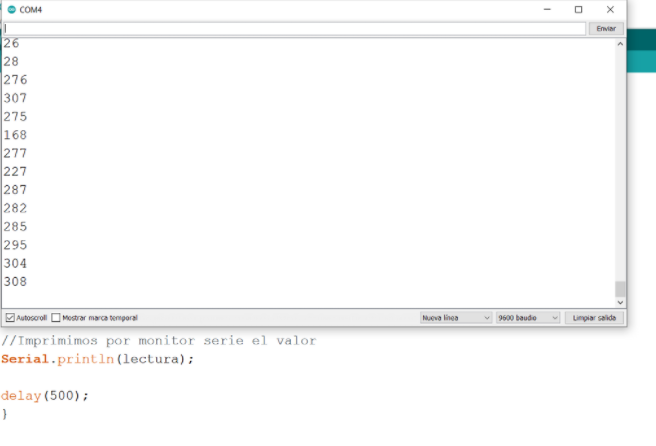 COM4
Enviar
26
28
276
307
275
168
277
227
287
282
285
295
304
308
Autoscroll Mostrar marca temporal Nueva línea 9600 baudio Limpiar salida
//Imprimimos por monitor serie el valor
Serial.println(lectura);
delay(500);
}